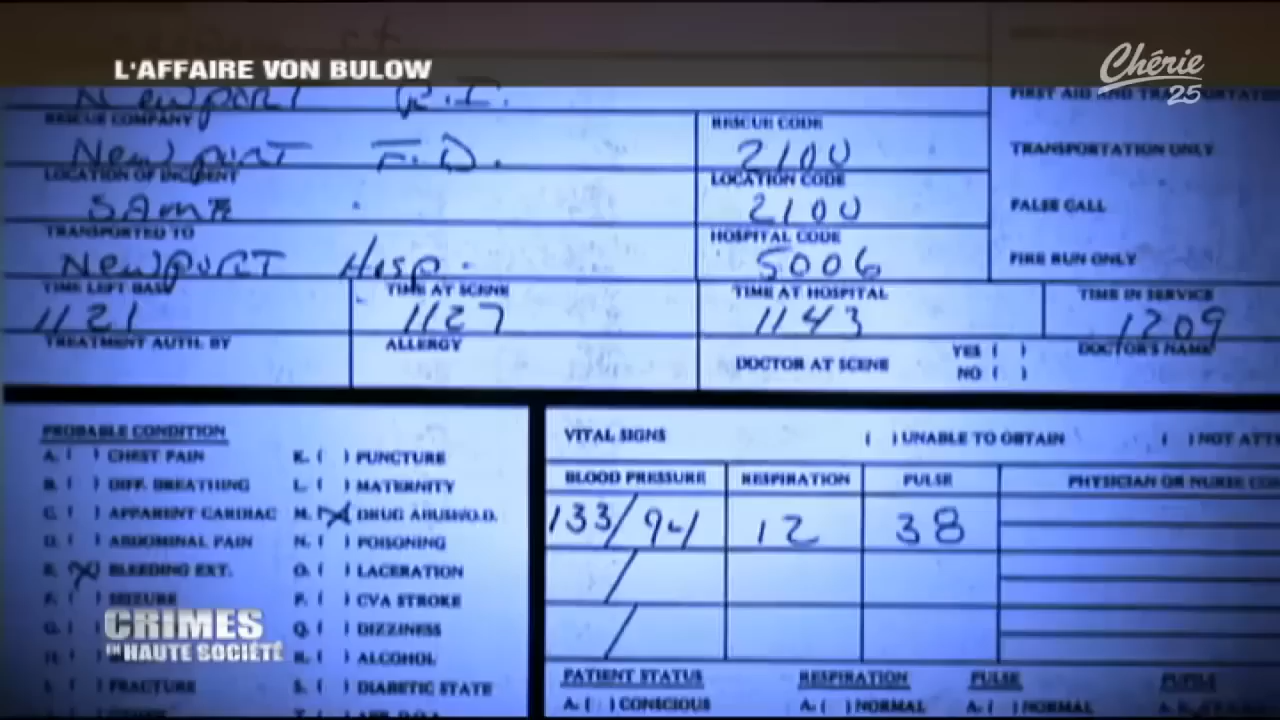 L'AFFAIRE VON BULOW
Chérie
25
Newport R.I.
FIRST AID AND TRANSPORTATE
RESCUE COMPANY
RESCUE CODE
Newport F.D.
2100
TRANSPORTATION ONLY
LOCATION OF INCIDENT
LOCATION CODE
SAME
2100
FALSE CALL
TRANSPORTED TO
HOSPITAL CODE
Newport Hosp.
5006
FIRE RUN ONLY
TIME LEFT BASE
TIME AT SCENE
TIME AT HOSPITAL
TIME IN SERVICE
1121
1127
1143
1209
TREATMENT AUTH. BY
ALLERGY
DOCTOR AT SCENE
YES ( )
NO ( )
DOCTOR'S NAME
PROBABLE CONDITION
A. ( ) CHEST PAIN
B. ( ) DIFF. BREATHING
C. ( ) APPARENT CARDIAC
D. ( ) ABDOMINAL PAIN
E. (X) BLEEDING EXT.
F. ( ) SEIZURE
G. ( )
H. ( )
I. ( ) FRACTURE
K. ( ) PUNCTURE
L. ( ) MATERNITY
M. (X) DRUG ABUSE/O.D.
N. ( ) POISONING
O. ( ) LACERATION
P. ( ) CVA STROKE
Q. ( ) DIZZINESS
R. ( ) ALCOHOL
S. ( ) DIABETIC STATE
VITAL SIGNS
( ) UNABLE TO OBTAIN
( ) NOT ATT
BLOOD PRESSURE
RESPIRATION
PULSE
PHYSICIAN OR NURSE CON
133/94
12
38
PATIENT STATUS
RESPIRATION
PULSE
PUPILS
A. ( ) CONSCIOUS
A. ( ) NORMAL
A. ( ) NORMAL
CRIMES
EN HAUTE SOCIÉTÉ